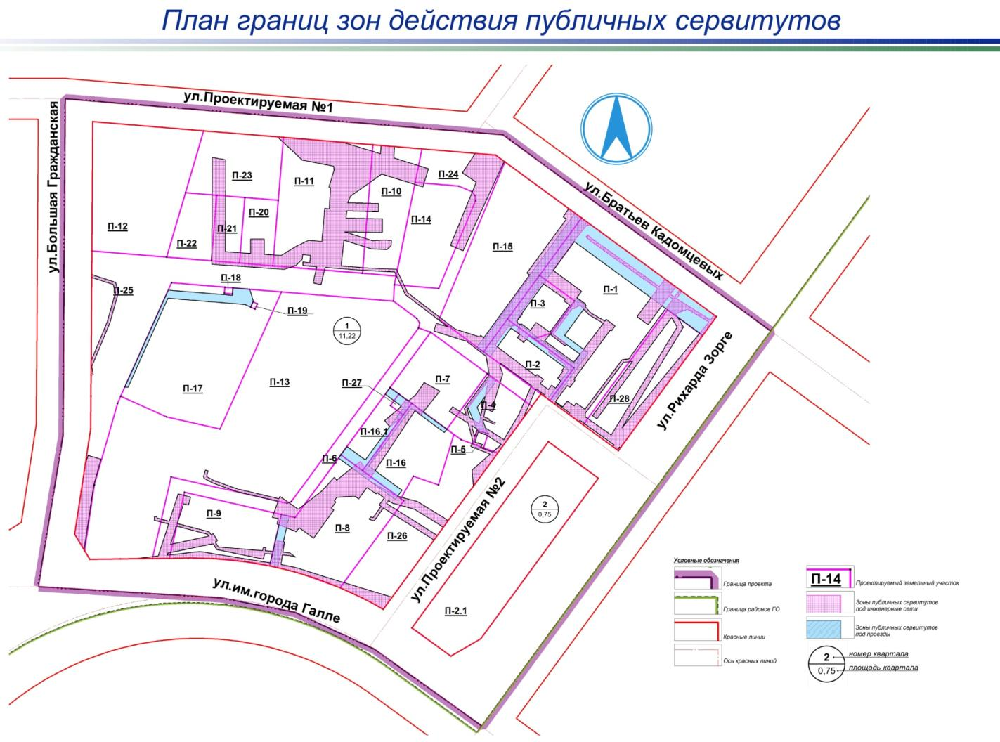 План границ зон действия публичных сервитутов
ул.Проектируемая №1
ул.Большая Гражданская
ул.Братьев Кадомцевых
П-23
П-11
П-24
П-10
П-12
П-20
П-21
П-14
П-22
П-15
П-18
П-25
П-1
П-3
П-19
1
11,22
ул.Рихарда Зорге
П-2
П-27
П-7
П-13
П-17
П-28
П-4
П-16.1
П-5
П-6
П-16
ул.Проектируемая №2
2
0,75
П-9
П-8
П-26
ул.им.города Галле
П-2.1
Условные обозначения
Граница проекта
Граница районов ГО
Красные линии
Ось красных линий
П-14
Проектируемый земельный участок
Зоны публичных сервитутов
под инженерные сети
Зоны публичных сервитутов
под проезды
2
номер квартала
0,75
площадь квартала